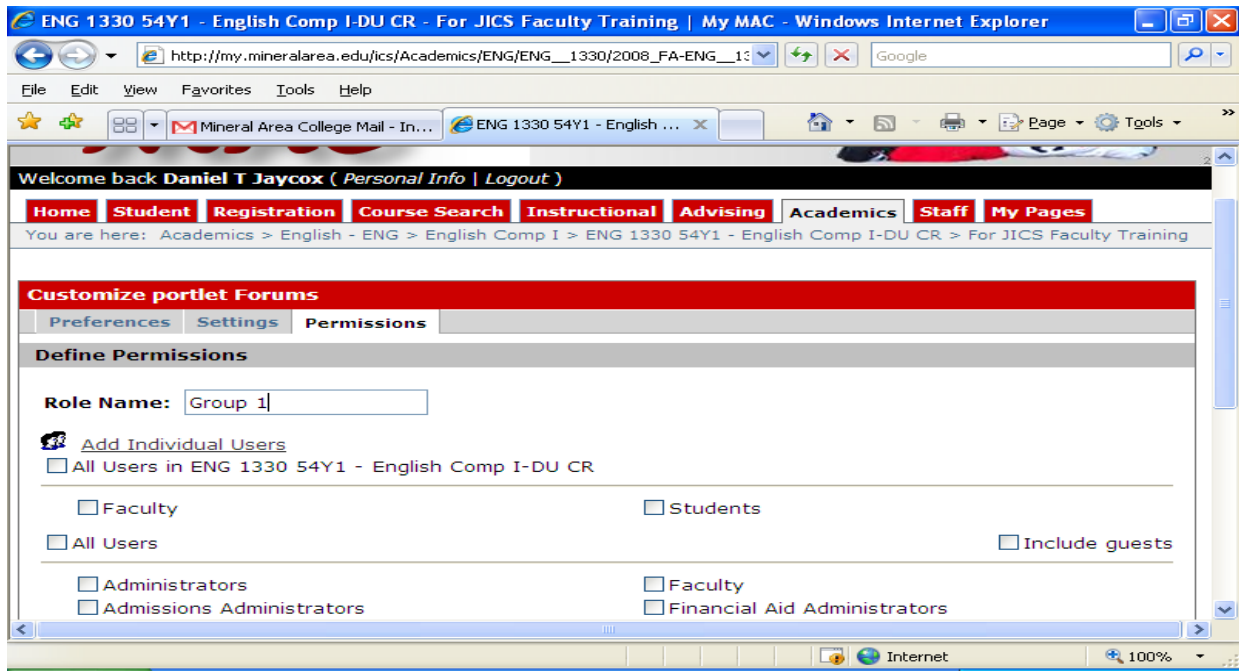 ENG 1330 54Y1 - English Comp I-DU CR - For JICS Faculty Training | My MAC - Windows Internet Explorer
http://my.mineralarea.edu/ics/Academics/ENG/ENG__1330/2008_FA-ENG__13
Google
File Edit View Favorites Tools Help
Mineral Area College Mail - In... ENG 1330 54Y1 - English ... Page Tools
Welcome back Daniel T Jaycox ( Personal Info | Logout )
Home Student Registration Course Search Instructional Advising Academics Staff My Pages
You are here: Academics > English - ENG > English Comp I > ENG 1330 54Y1 - English Comp I-DU CR > For JICS Faculty Training
Customize portlet Forums
Preferences Settings Permissions
Define Permissions
Role Name: Group 1
Add Individual Users
All Users in ENG 1330 54Y1 - English Comp I-DU CR
Faculty Students
All Users Include guests
Administrators Faculty
Admissions Administrators Financial Aid Administrators
Internet 100%